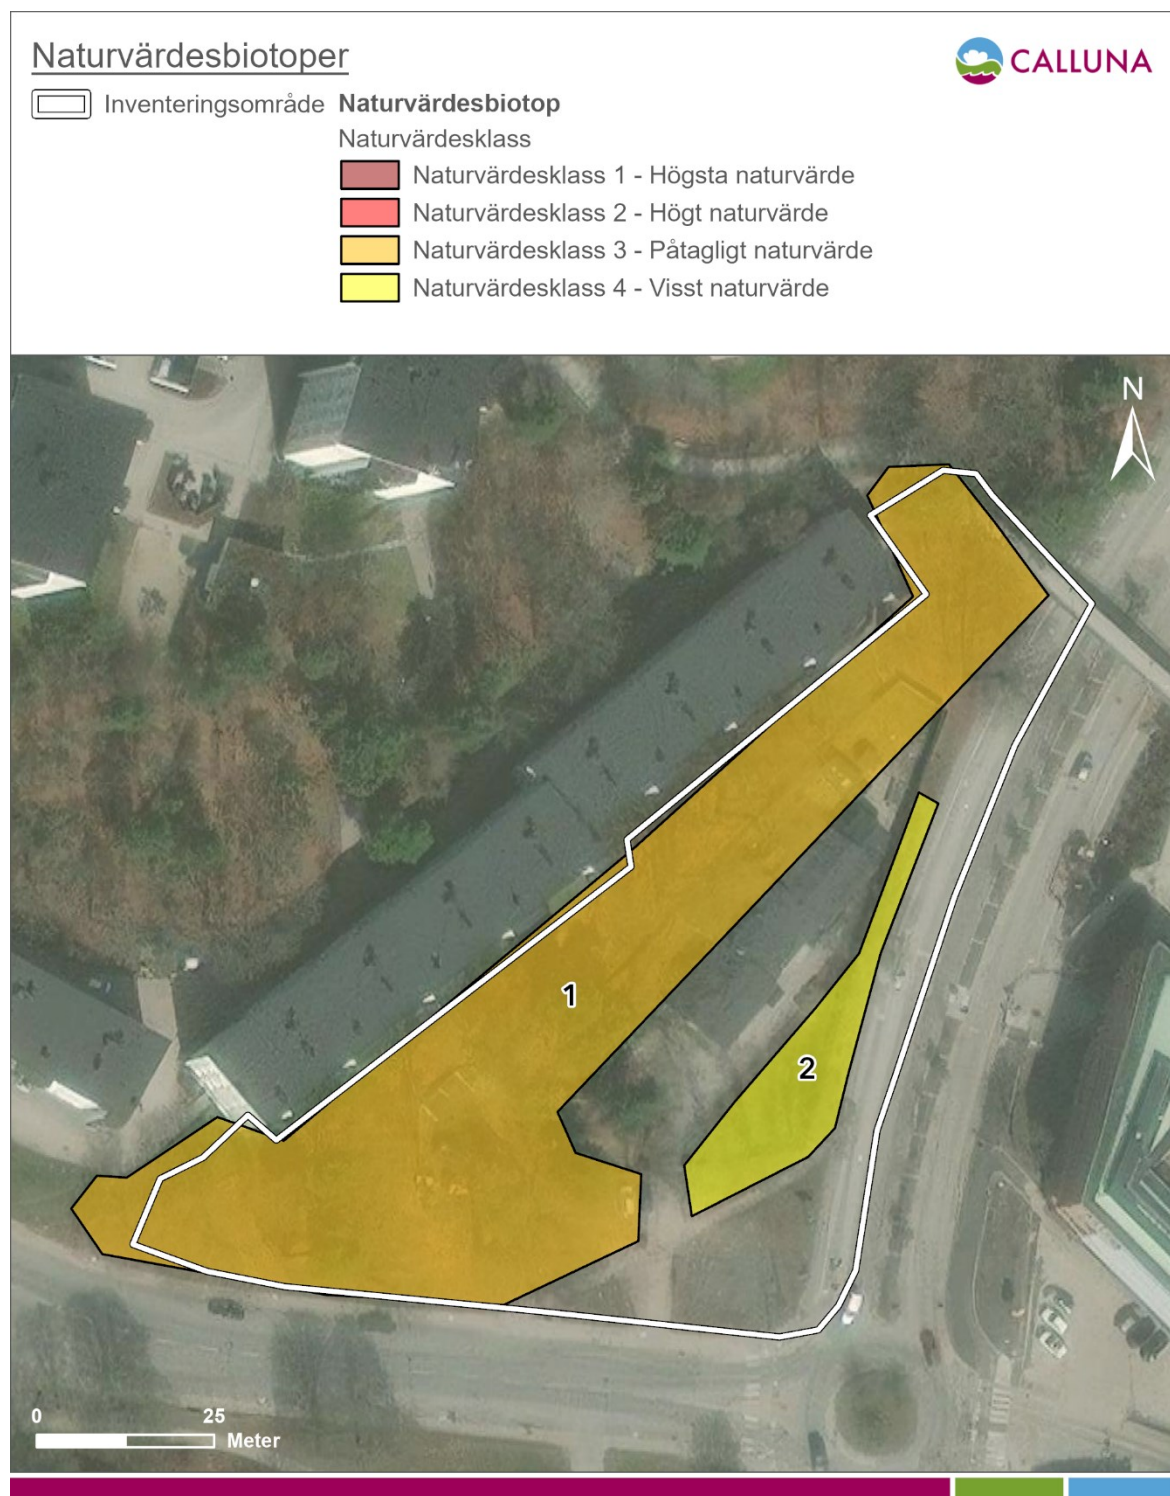 Naturvärdesbiotoper
CALLUNA
Inventeringsområde
Naturvärdesbiotop
Naturvärdesklass
Naturvärdesklass 1 - Högsta naturvärde
Naturvärdesklass 2 - Högt naturvärde
Naturvärdesklass 3 - Påtagligt naturvärde
Naturvärdesklass 4 - Visst naturvärde
N
1
2
0 25
Meter